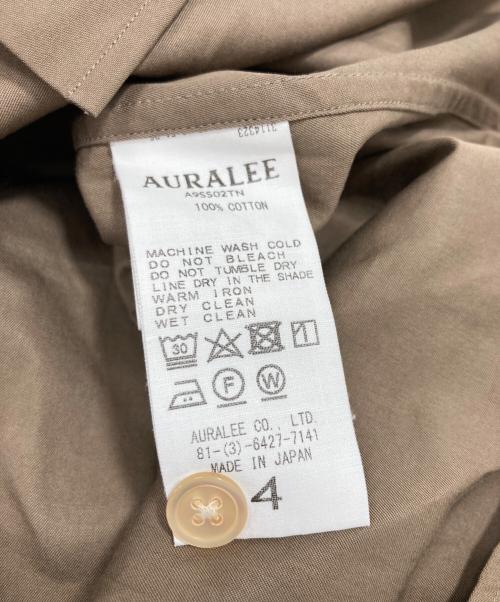 AURALEE
A9SS02TN
100% COTTON
MACHINE WASH COLD
DO NOT BLEACH
DO NOT TUMBLE DRY
LINE DRY IN THE SHADE
WARM IRON
DRY CLEAN
WET CLEAN
30
F
W
AURALEE CO., LTD.
81-(3)-6427-7141
MADE IN JAPAN
4